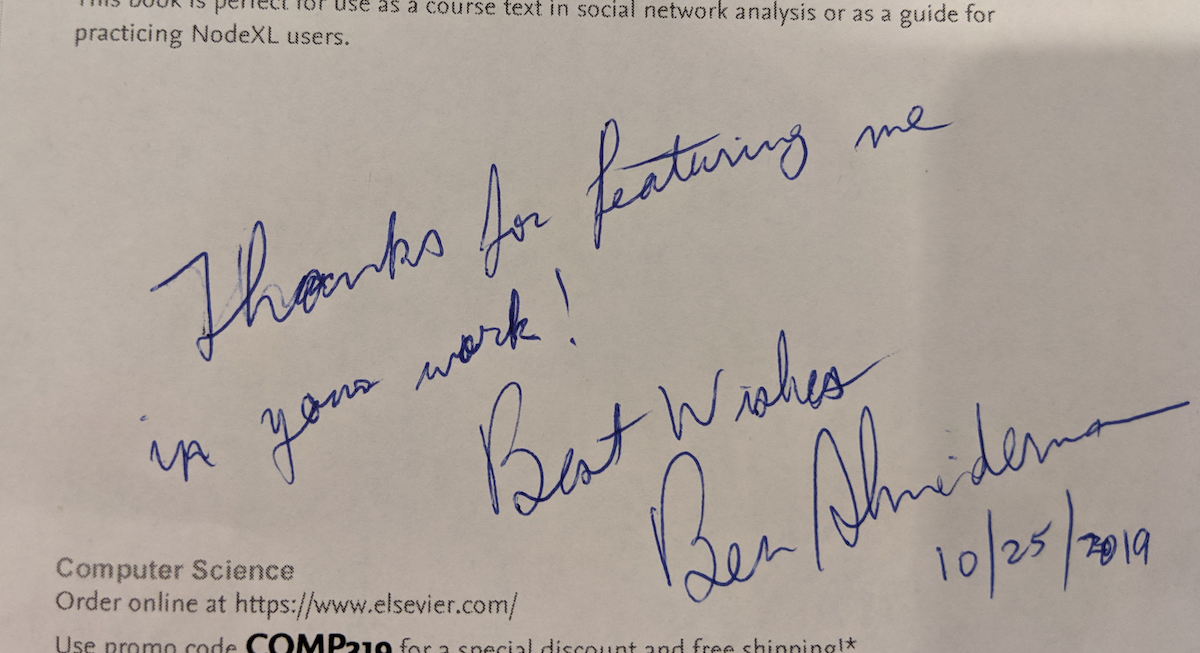 This book is perfect for use as a course text in social network analysis or as a guide for
practicing NodeXL users.
Thanks for featuring me
in your work!
Best Wishes
Ben Shneiderman
10/25/2019
Computer Science
Order online at https://www.elsevier.com/
Use promo code COMP219 for a special discount and free shipping!*